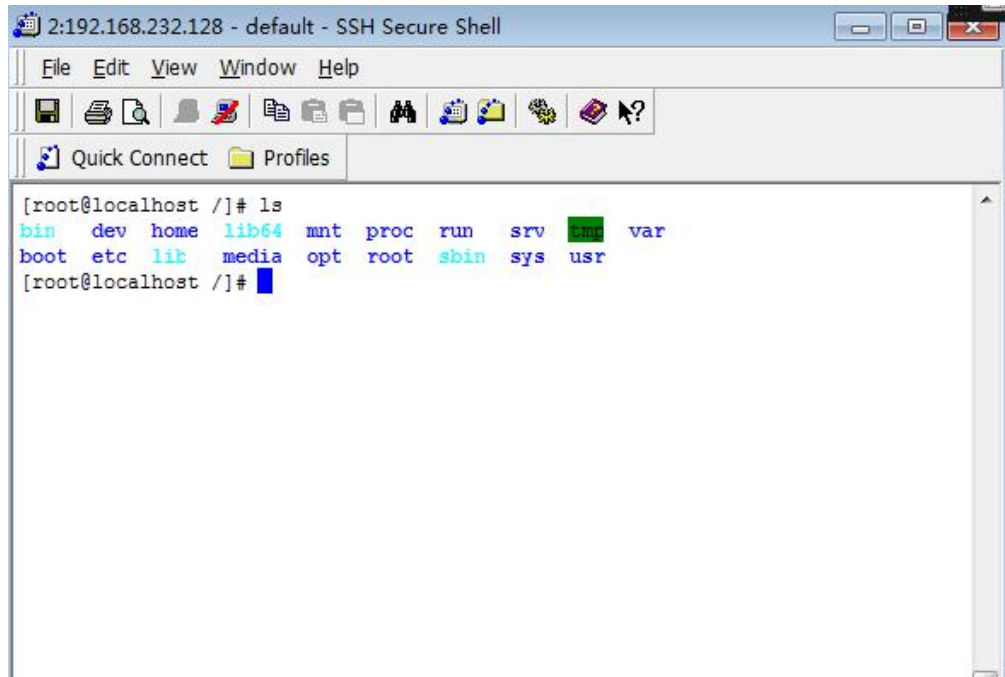 2:192.168.232.128 - default - SSH Secure Shell
File Edit View Window Help
Quick Connect Profiles
[root@localhost /]# ls
bin dev home lib64 mnt proc run srv tmp var
boot etc lib media opt root sbin sys usr
[root@localhost /]#